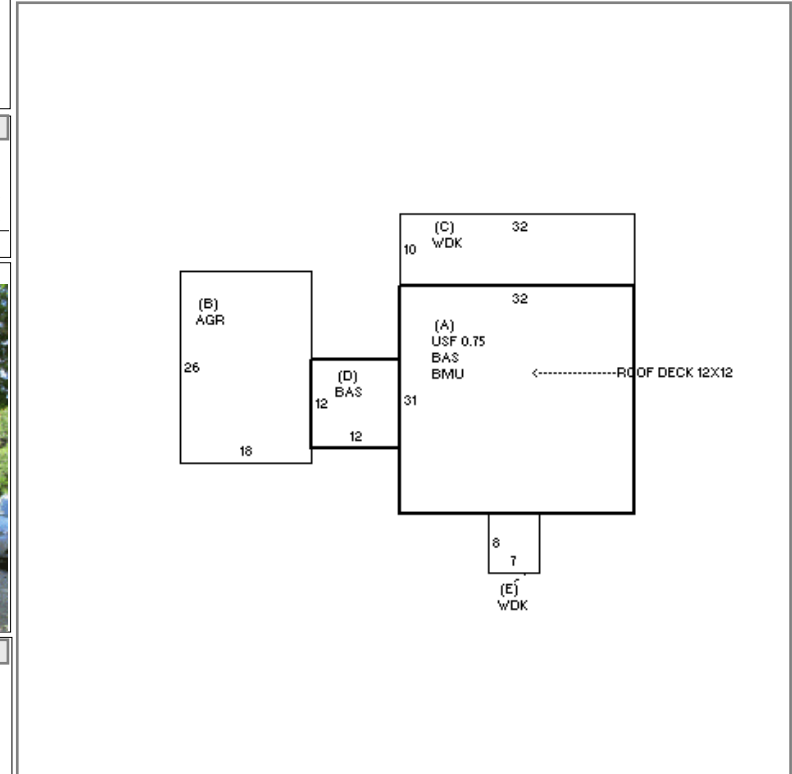 (C)
WDK
32
10
32
(B)
AGR
(A)
USF 0.75
BAS
BMU
ROOF DECK 12X12
26
(D)
BAS
12
31
12
18
8
7
(E)
WDK